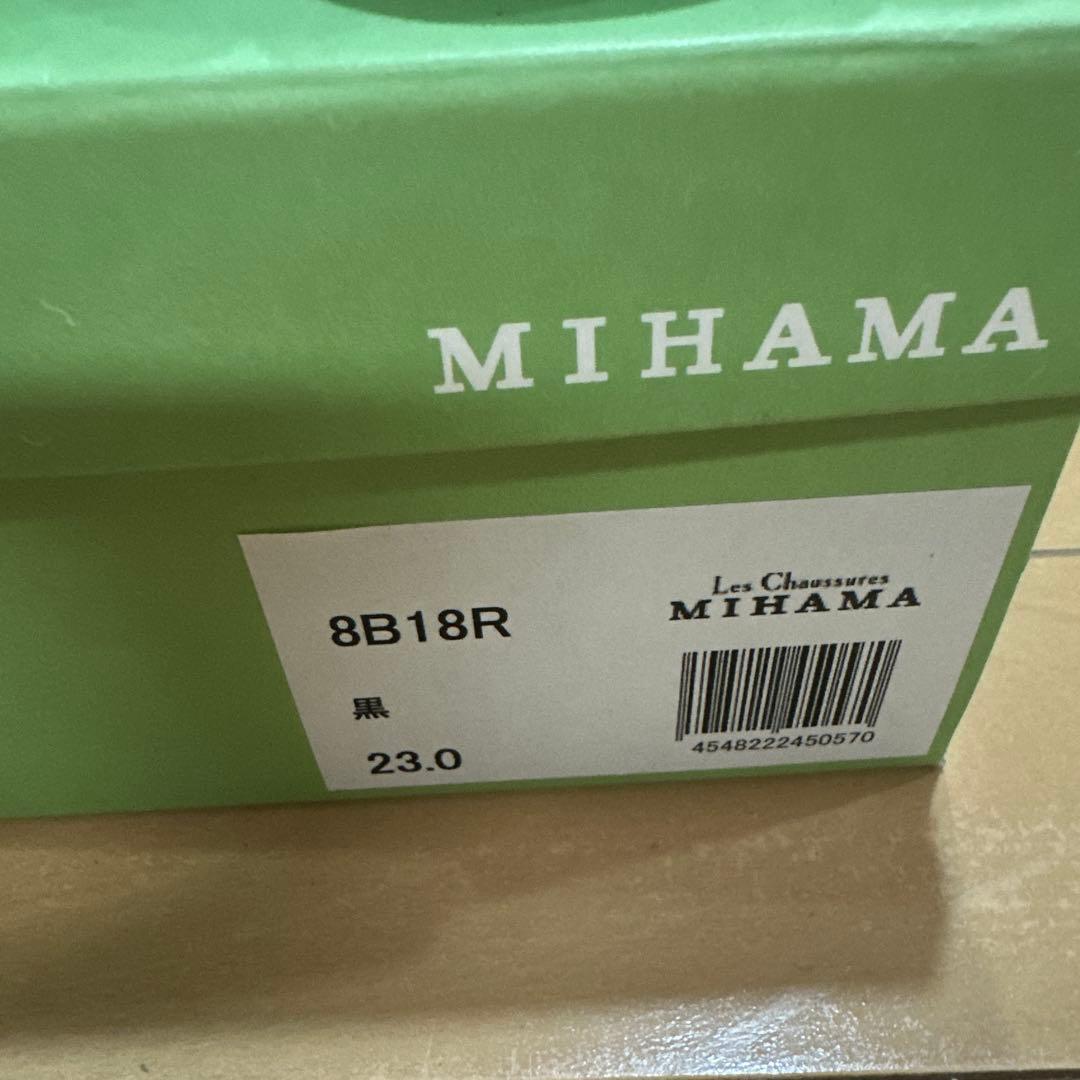 MIHAMA
Les Chaussures
MIHAMA
8B18R
黒
23.0
4548222450570